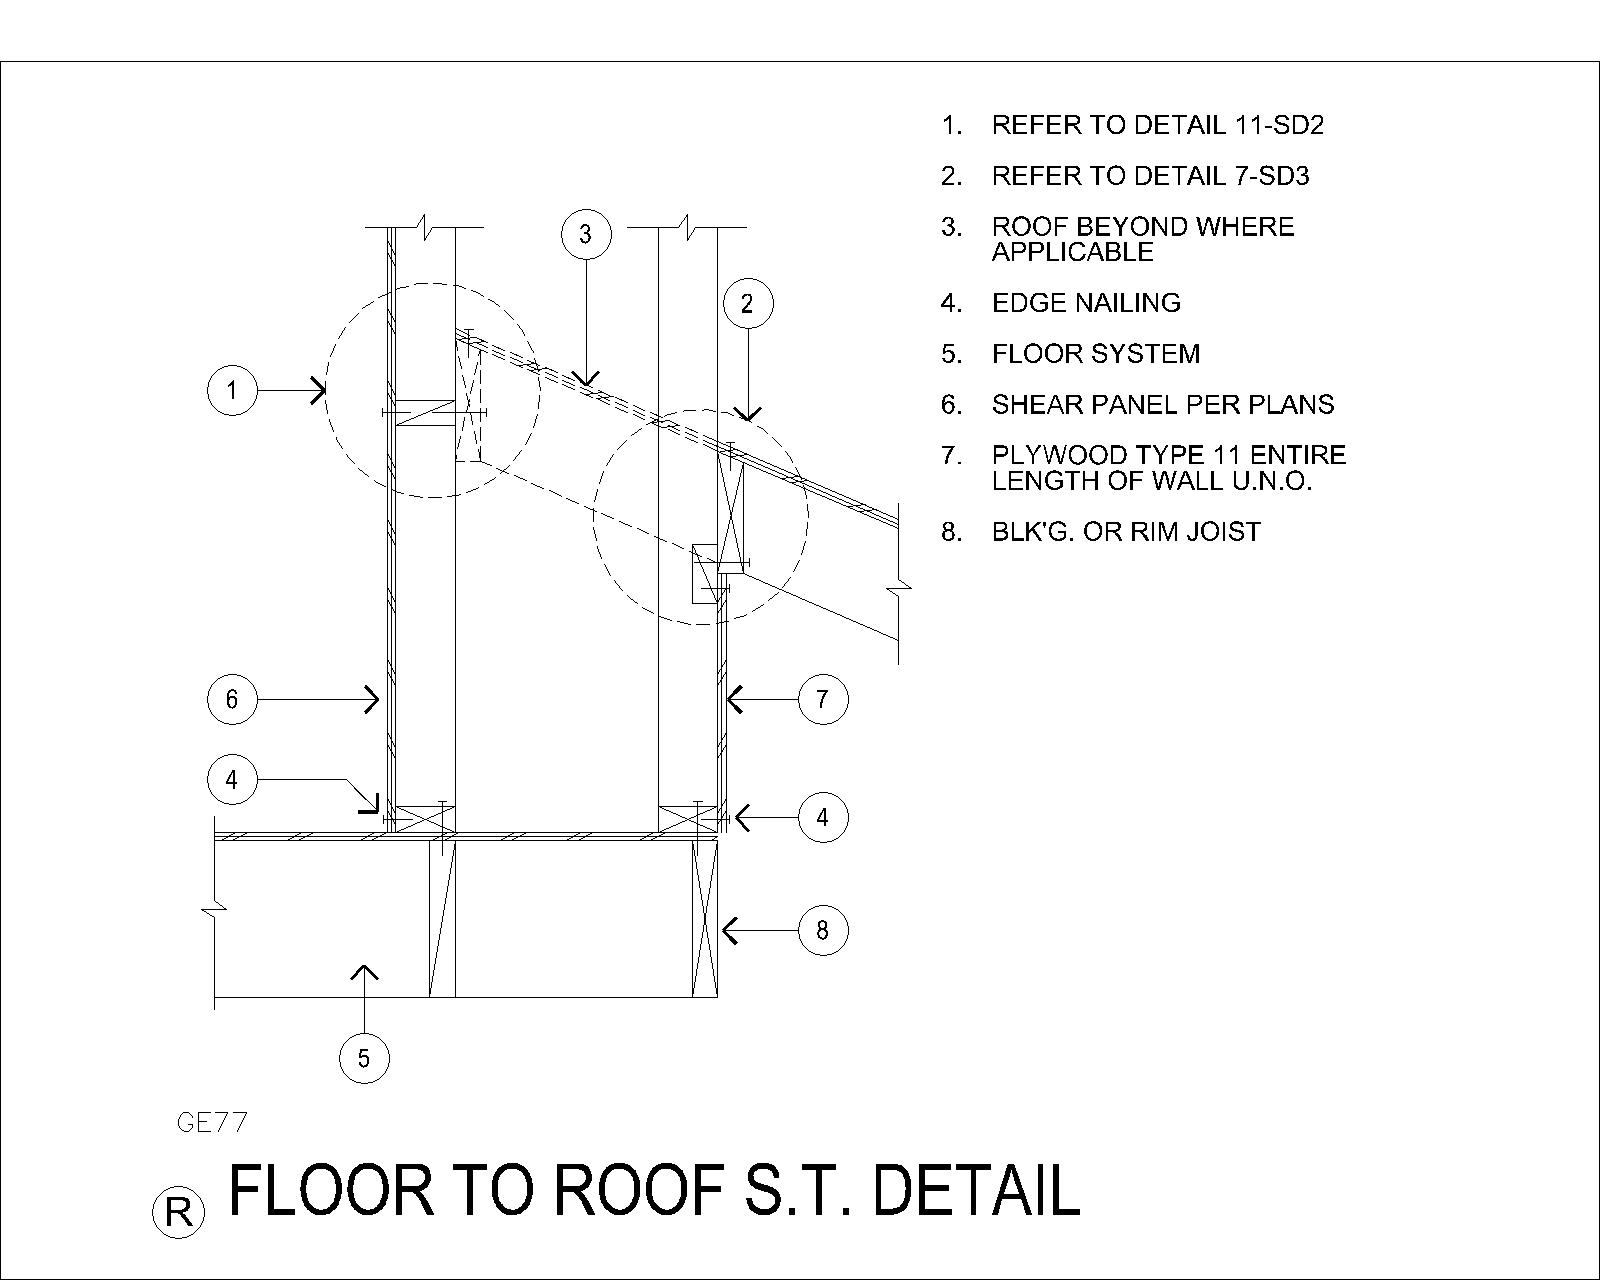 1. REFER TO DETAIL 11-SD2
2. REFER TO DETAIL 7-SD3
3. ROOF BEYOND WHERE
APPLICABLE
4. EDGE NAILING
5. FLOOR SYSTEM
6. SHEAR PANEL PER PLANS
7. PLYWOOD TYPE 11 ENTIRE
LENGTH OF WALL U.N.O.
8. BLK'G. OR RIM JOIST
3
2
1
6
7
4
4
8
5
GE77
R FLOOR TO ROOF S.T. DETAIL